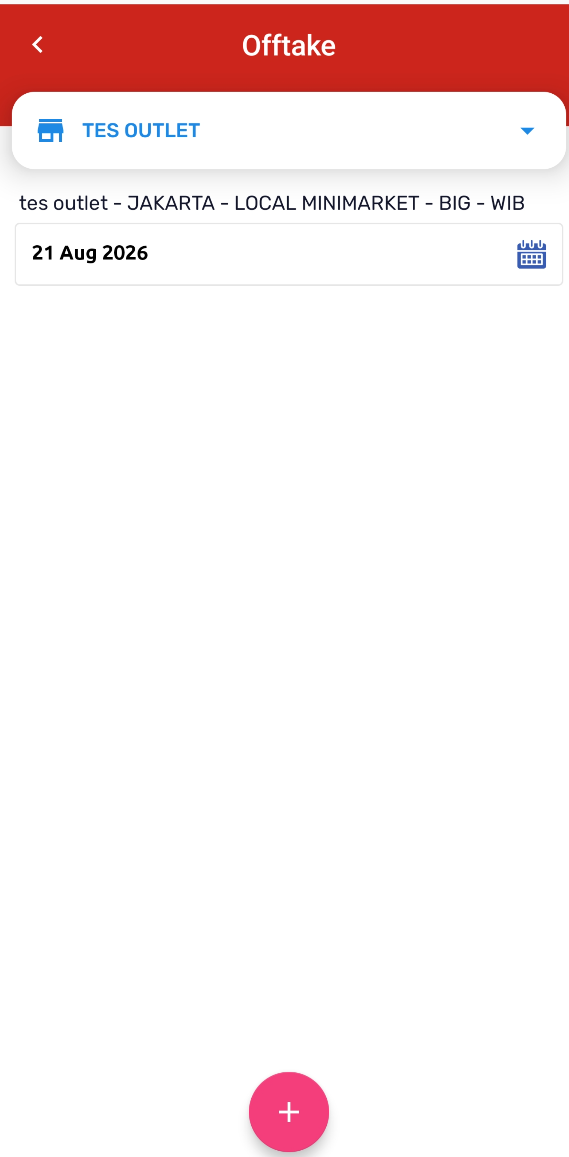 Offtake
TES OUTLET
tes outlet - JAKARTA - LOCAL MINIMARKET - BIG - WIB
21 Aug 2026